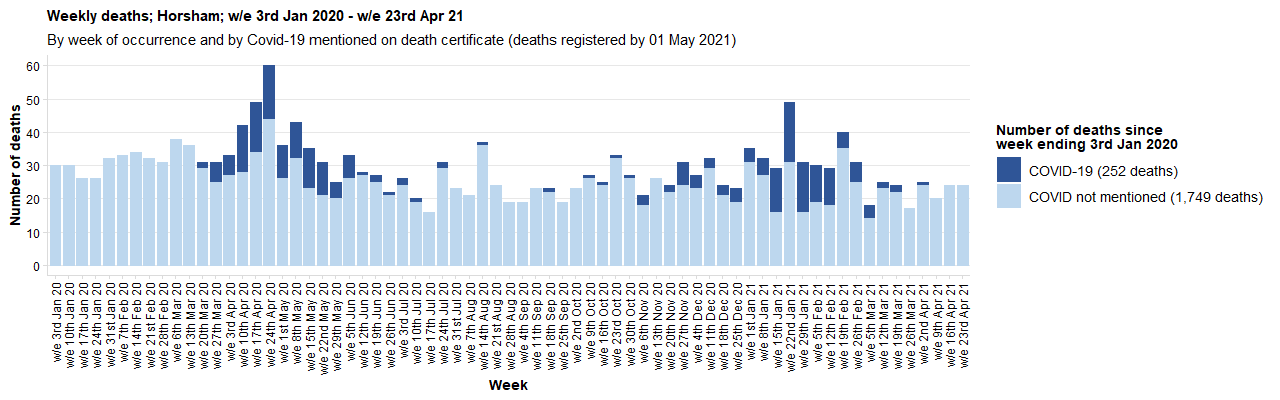 Weekly deaths; Horsham; w/e 3rd Jan 2020 - w/e 23rd Apr 21
By week of occurrence and by Covid-19 mentioned on death certificate (deaths registered by 01 May 2021)
Number of deaths
60
50
40
30
20
10
0
w/e 3rd Jan 20
w/e 10th Jan 20
w/e 17th Jan 20
w/e 24th Jan 20
w/e 31st Jan 20
w/e 7th Feb 20
w/e 14th Feb 20
w/e 21st Feb 20
w/e 28th Feb 20
w/e 6th Mar 20
w/e 13th Mar 20
w/e 20th Mar 20
w/e 27th Mar 20
w/e 3rd Apr 20
w/e 10th Apr 20
w/e 17th Apr 20
w/e 24th Apr 20
w/e 1st May 20
w/e 8th May 20
w/e 15th May 20
w/e 22nd May 20
w/e 29th May 20
w/e 5th Jun 20
w/e 12th Jun 20
w/e 19th Jun 20
w/e 26th Jun 20
w/e 3rd Jul 20
w/e 10th Jul 20
w/e 17th Jul 20
w/e 24th Jul 20
w/e 31st Jul 20
w/e 7th Aug 20
w/e 14th Aug 20
w/e 21st Aug 20
w/e 28th Aug 20
w/e 4th Sep 20
w/e 11th Sep 20
w/e 18th Sep 20
w/e 25th Sep 20
w/e 2nd Oct 20
w/e 9th Oct 20
w/e 16th Oct 20
w/e 23rd Oct 20
w/e 30th Oct 20
w/e 6th Nov 20
w/e 13th Nov 20
w/e 20th Nov 20
w/e 27th Nov 20
w/e 4th Dec 20
w/e 11th Dec 20
w/e 18th Dec 20
w/e 25th Dec 20
w/e 1st Jan 21
w/e 8th Jan 21
w/e 15th Jan 21
w/e 22nd Jan 21
w/e 29th Jan 21
w/e 5th Feb 21
w/e 12th Feb 21
w/e 19th Feb 21
w/e 26th Feb 21
w/e 5th Mar 21
w/e 12th Mar 21
w/e 19th Mar 21
w/e 26th Mar 21
w/e 2nd Apr 21
w/e 9th Apr 21
w/e 16th Apr 21
w/e 23rd Apr 21
Week
Number of deaths since
week ending 3rd Jan 2020
COVID-19 (252 deaths)
COVID not mentioned (1,749 deaths)